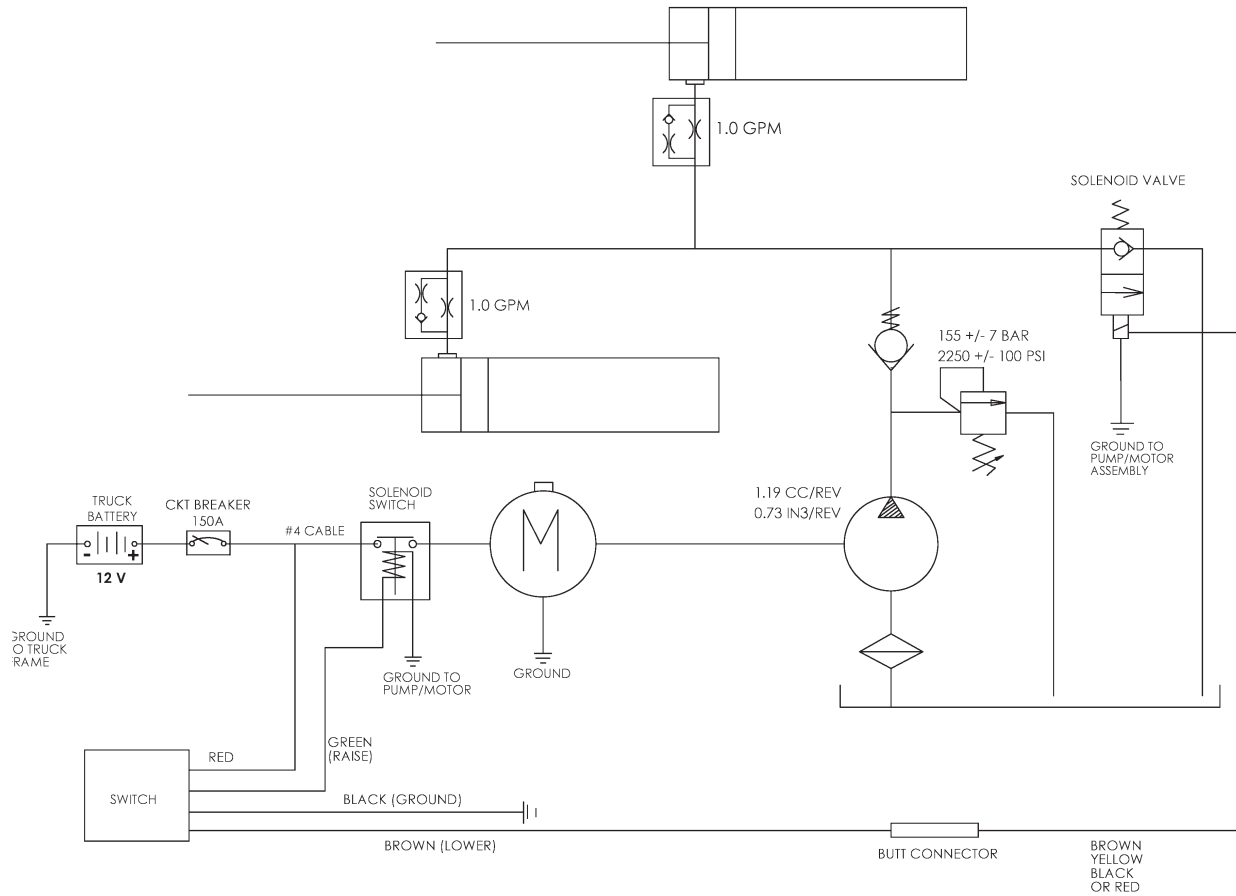 1.0 GPM
SOLENOID VALVE
1.0 GPM
155 +/- 7 BAR
2250 +/- 100 PSI
GROUND TO
PUMP/MOTOR
ASSEMBLY
1.19 CC/REV
0.73 IN3/REV
TRUCK
BATTERY
- +
12 V
CKT BREAKER
150A
#4 CABLE
SOLENOID
SWITCH
M
GROUND
O TRUCK
RAME
GROUND TO
PUMP/MOTOR
GROUND
RED
GREEN
(RAISE)
SWITCH
BLACK (GROUND)
BROWN (LOWER)
BUTT CONNECTOR
BROWN
YELLOW
BLACK
OR RED